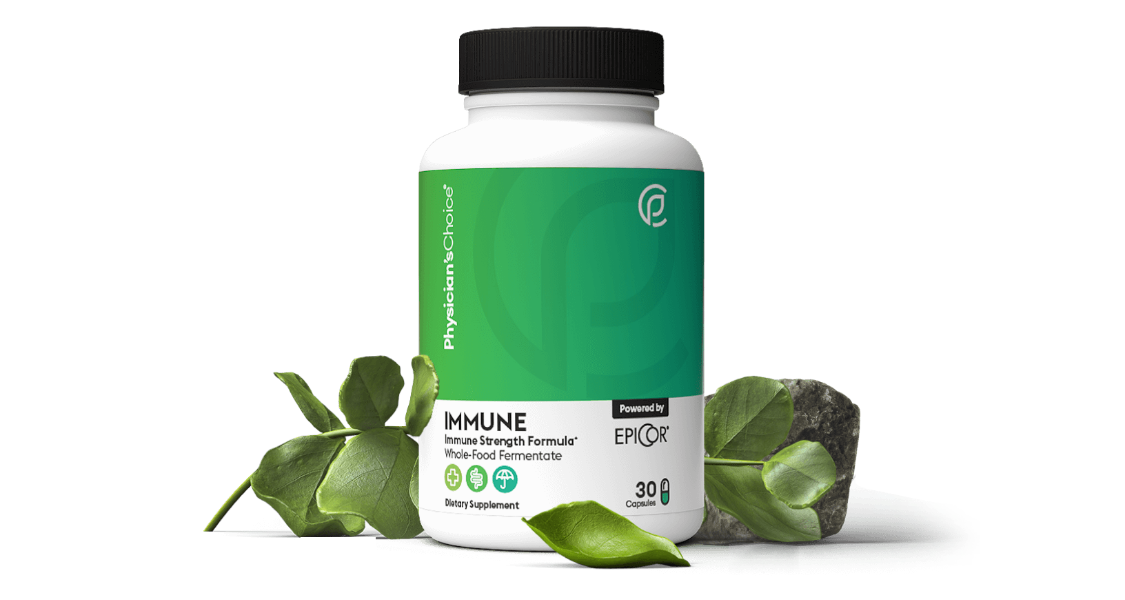 Physician'sChoice®
IMMUNE
Immune Strength Formula*
Whole-Food Fermentate
Dietary Supplement
Powered by
EPICOR®
30
Capsules